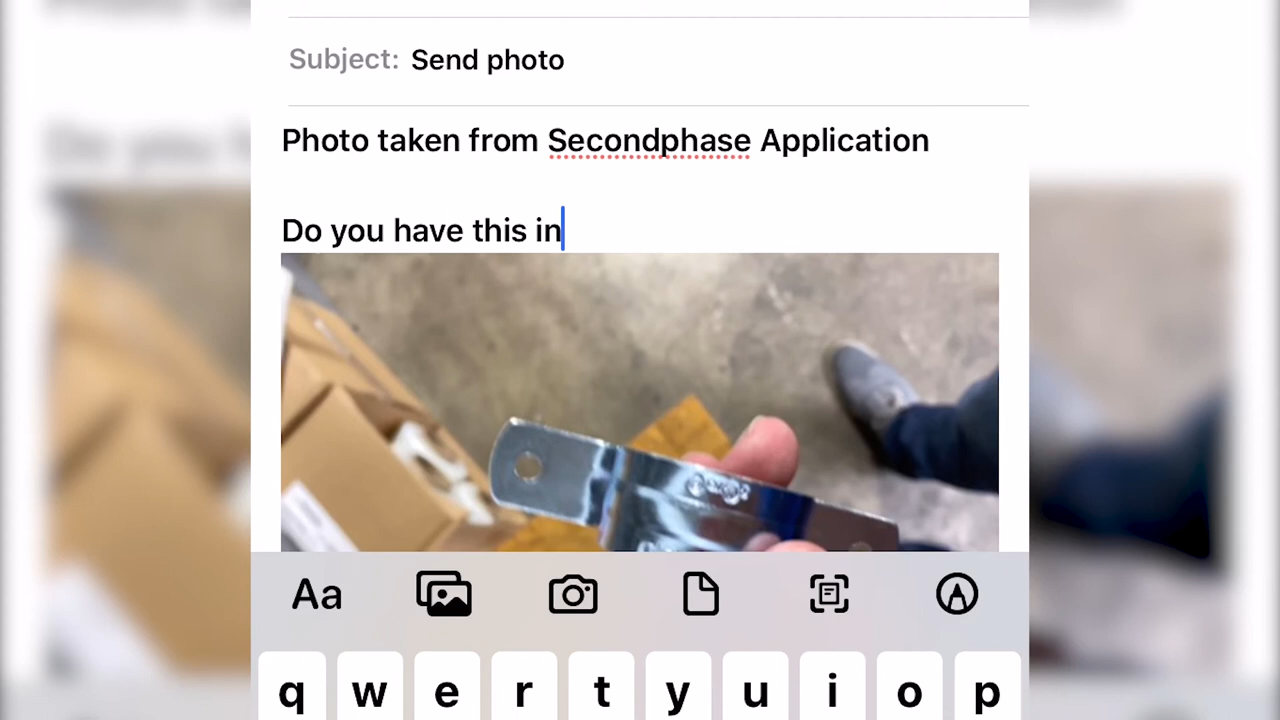 Subject: Send photo
Photo taken from Secondphase Application
Do you have this in
Aa
q w e r t y u i o p